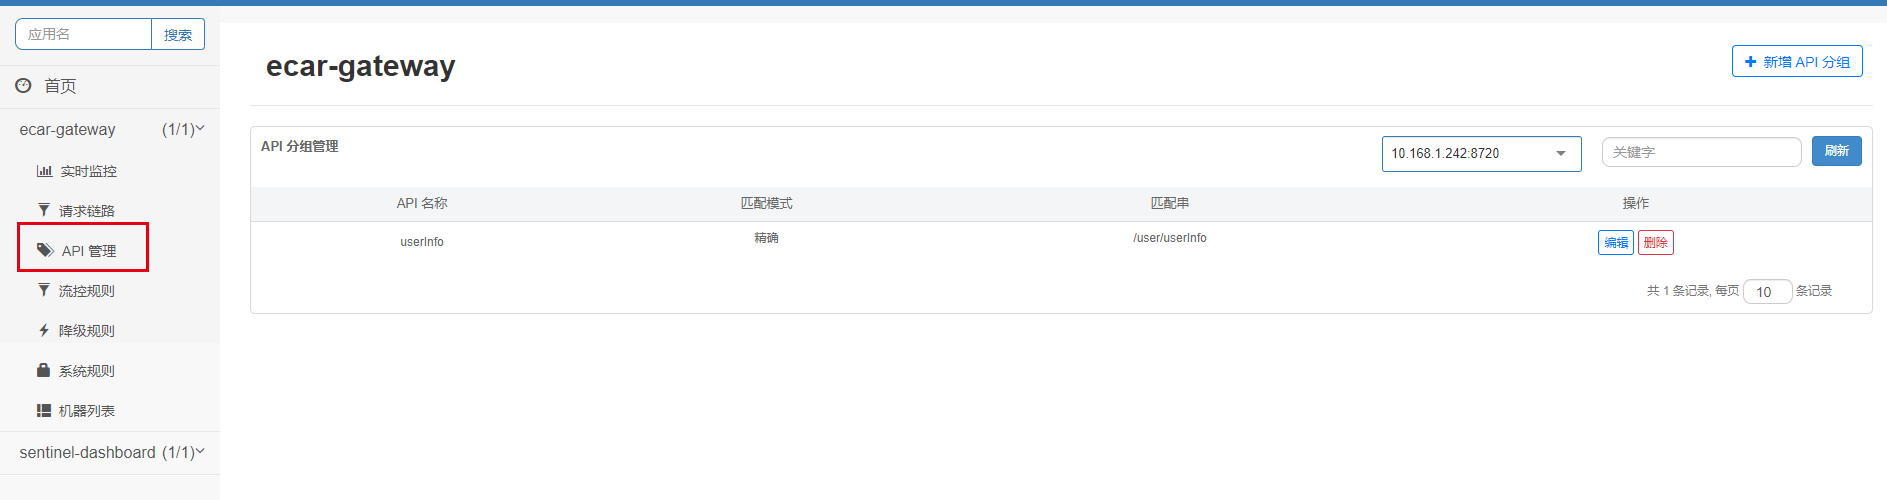 应用名 搜索
首页
ecar-gateway (1/1)
实时监控
请求链路
API 管理
流控规则
降级规则
系统规则
机器列表
sentinel-dashboard (1/1)
ecar-gateway
新增 API 分组
API 分组管理 10.168.1.242:8720 关键字 刷新
API 名称 匹配模式 匹配串 操作
userInfo 精确 /user/userInfo 编辑 删除
共 1 条记录, 每页 10 条记录